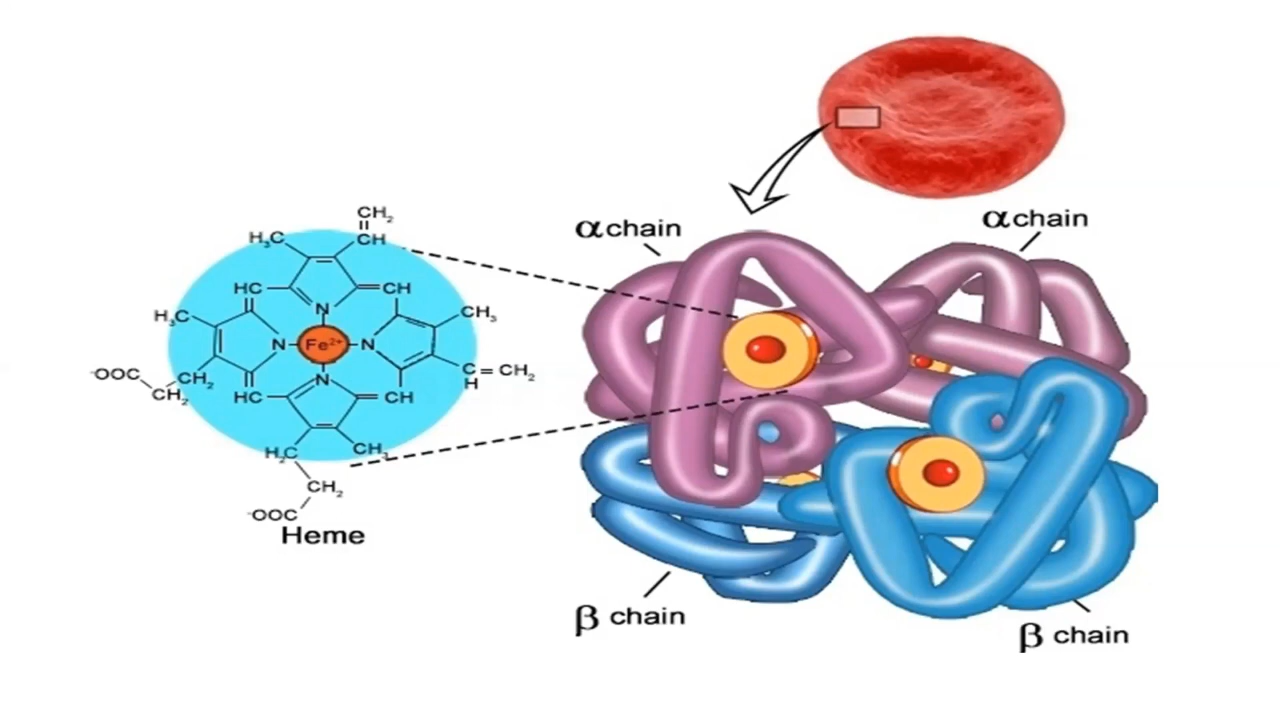 α chain
α chain
CH₂
H₃C
CH
HC
CH
N
H₃C
CH₃
N
Fe²⁺
N
⁻OOC
CH₂
CH₂
N
C=CH₂
H
HC
CH
H₂C
CH₃
CH₂
⁻OOC
Heme
β chain
β chain